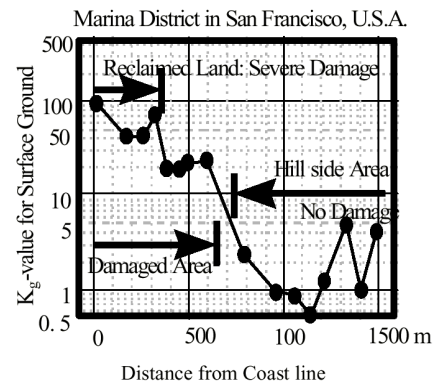 Marina District in San Francisco, U.S.A.
500
Reclaimed Land: Severe Damage
100
50
Hill side Area
10
No Damage
5
Damaged Area
1
0.5
Kg-value for Surface Ground
0 500 100 1500 m
Distance from Coast line